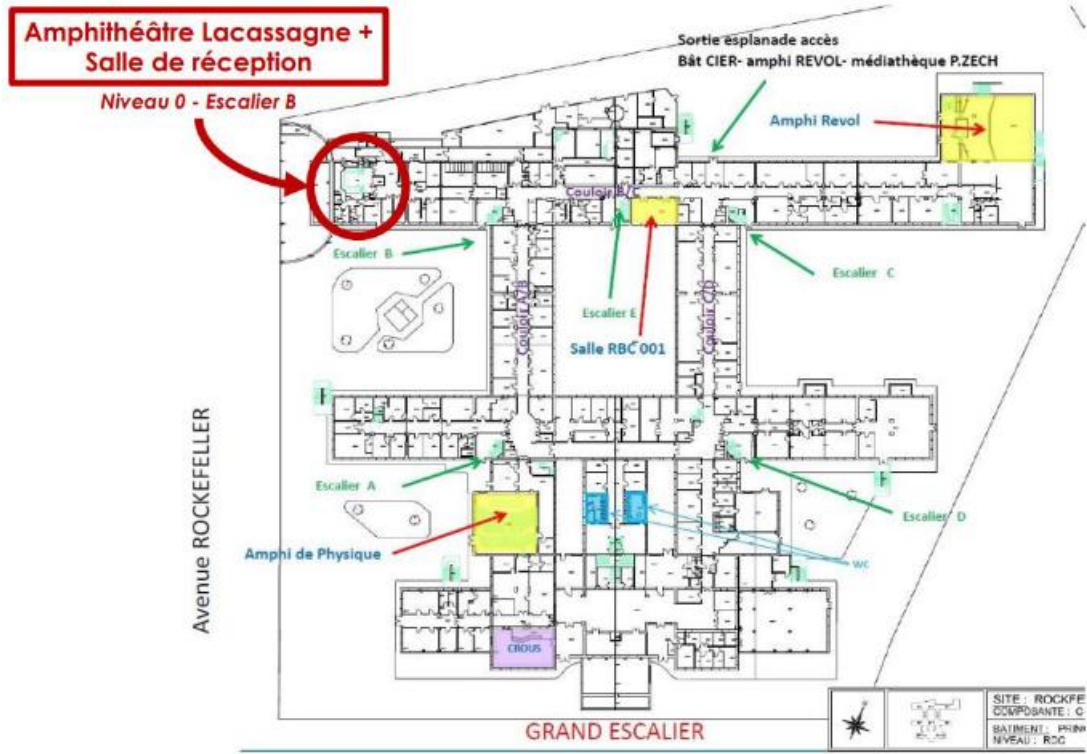 Amphithéâtre Lacassagne +
Salle de réception
Niveau 0 - Escalier B
Sortie esplanade accès
Bât CIER- amphi REVOL- médiathèque P.ZECH
Amphi Revol
Couloir B/C
Escalier B
Escalier C
Escalier E
Couloir A/B
Couloir C/D
Salle RBC 001
Avenue ROCKEFELLER
Escalier A
Escalier D
Amphi de Physique
WC
CROUS
GRAND ESCALIER
SITE : ROCKFE
COMPOSANTE : C
BATIMENT : PRIN
NIVEAU : RDC